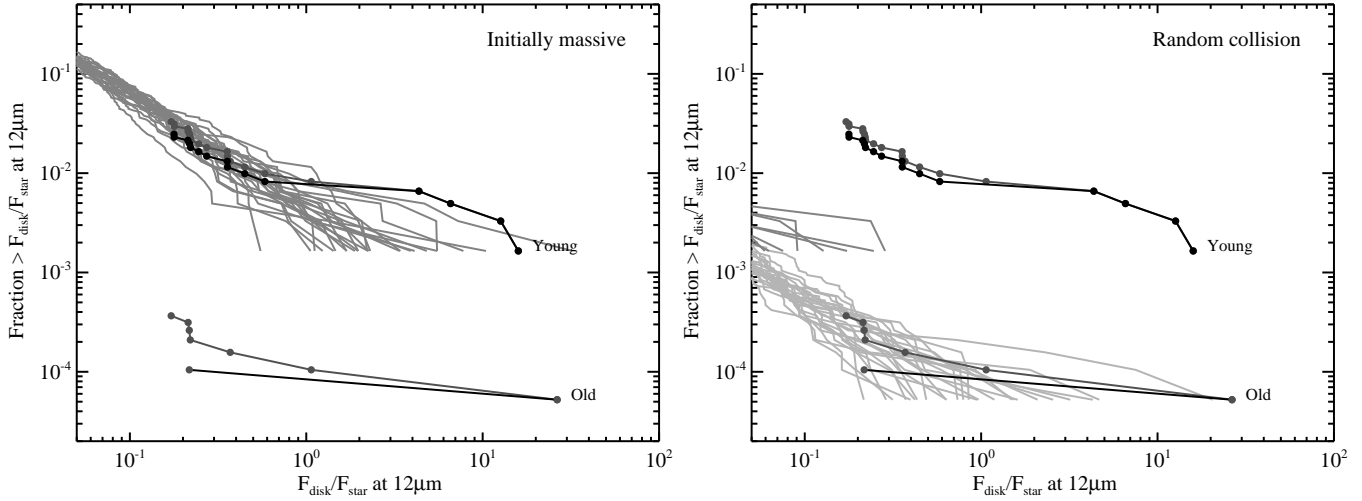 Initially massive
Fraction > F_disk/F_star at 12μm
10^-1
10^-2
10^-3
10^-4
Young
Old
10^-1
10^0
10^1
10^2
F_disk/F_star at 12μm
Random collision
Fraction > F_disk/F_star at 12μm
10^-1
10^-2
10^-3
10^-4
Young
Old
10^-1
10^0
10^1
10^2
F_disk/F_star at 12μm